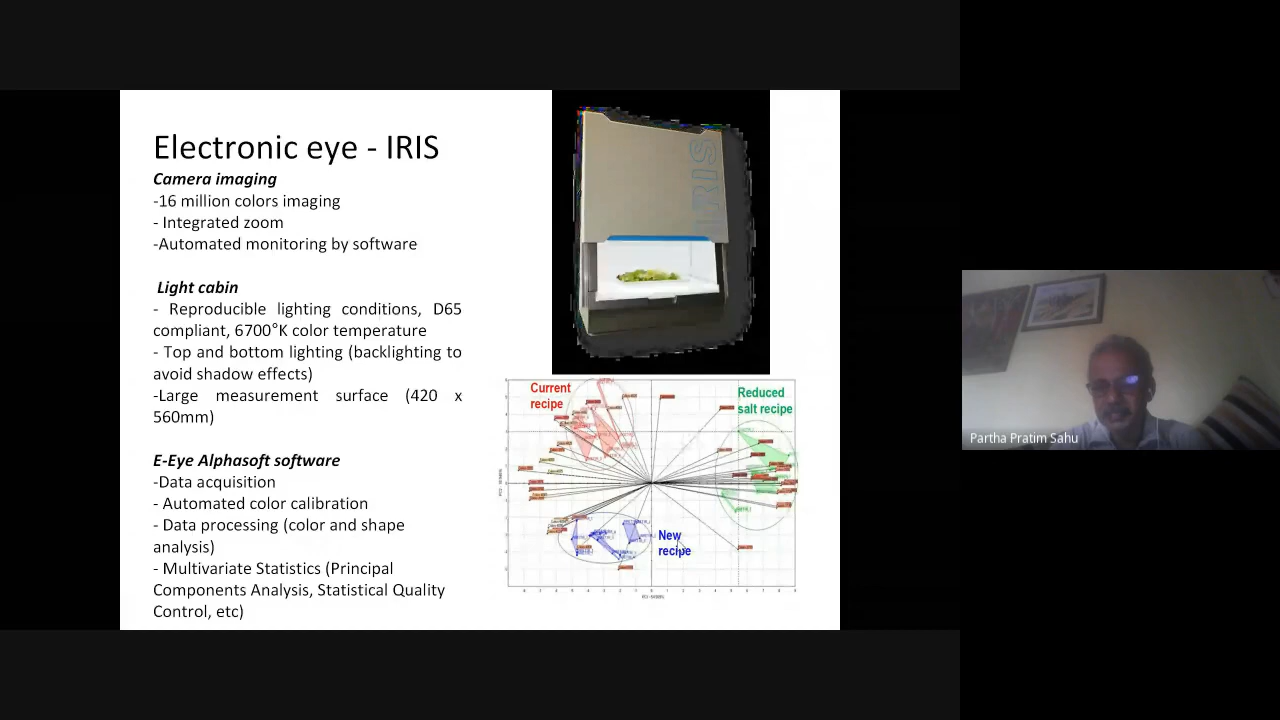 Electronic eye - IRIS
Camera imaging
-16 million colors imaging
- Integrated zoom
-Automated monitoring by software
Light cabin
- Reproducible lighting conditions, D65
compliant, 6700°K color temperature
- Top and bottom lighting (backlighting to
avoid shadow effects)
-Large measurement surface (420 x
560mm)
E-Eye Alphasoft software
-Data acquisition
- Automated color calibration
- Data processing (color and shape
analysis)
- Multivariate Statistics (Principal
Components Analysis, Statistical Quality
Control, etc)
IRIS
Current
recipe
Reduced
salt recipe
New
recipe
Partha Pratim Sahu